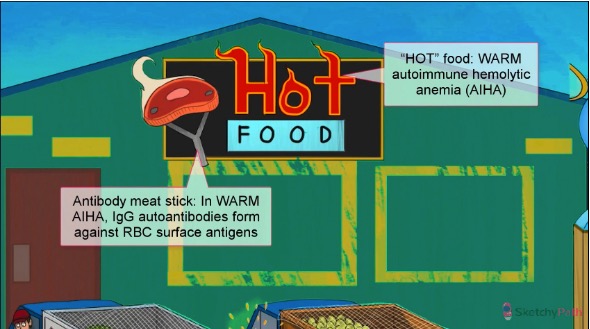 Hot
FOOD
“HOT” food: WARM
autoimmune hemolytic
anemia (AIHA)
Antibody meat stick: In WARM
AIHA, IgG autoantibodies form
against RBC surface antigens
SketchyPath